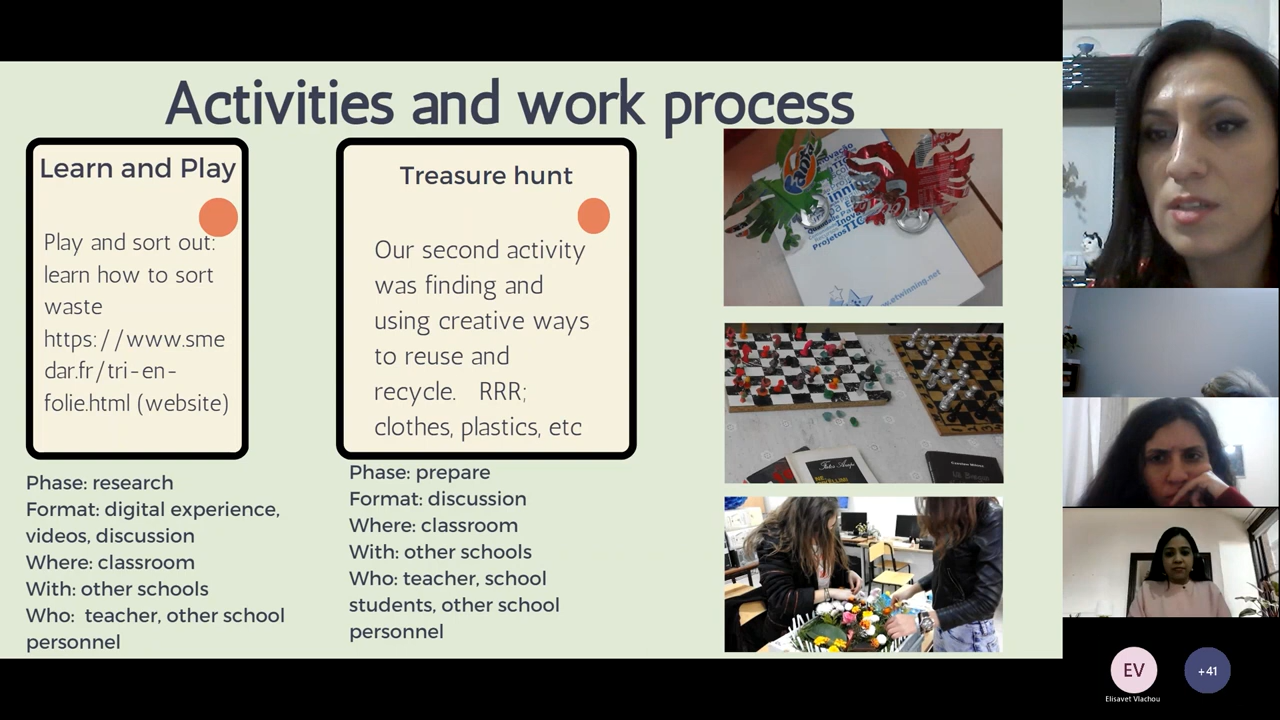 Activities and work process
Learn and Play
Play and sort out:
learn how to sort
waste
https://www.sme
dar.fr/tri-en-
folie.html (website)
Phase: research
Format: digital experience,
videos, discussion
Where: classroom
With: other schools
Who: teacher, other school
personnel
Treasure hunt
Our second activity
was finding and
using creative ways
to reuse and
recycle. RRR;
clothes, plastics, etc
Phase: prepare
Format: discussion
Where: classroom
With: other schools
Who: teacher, school
students, other school
personnel
Inovação
Projetos TIC
EV
Elisavet Vlachou
+41